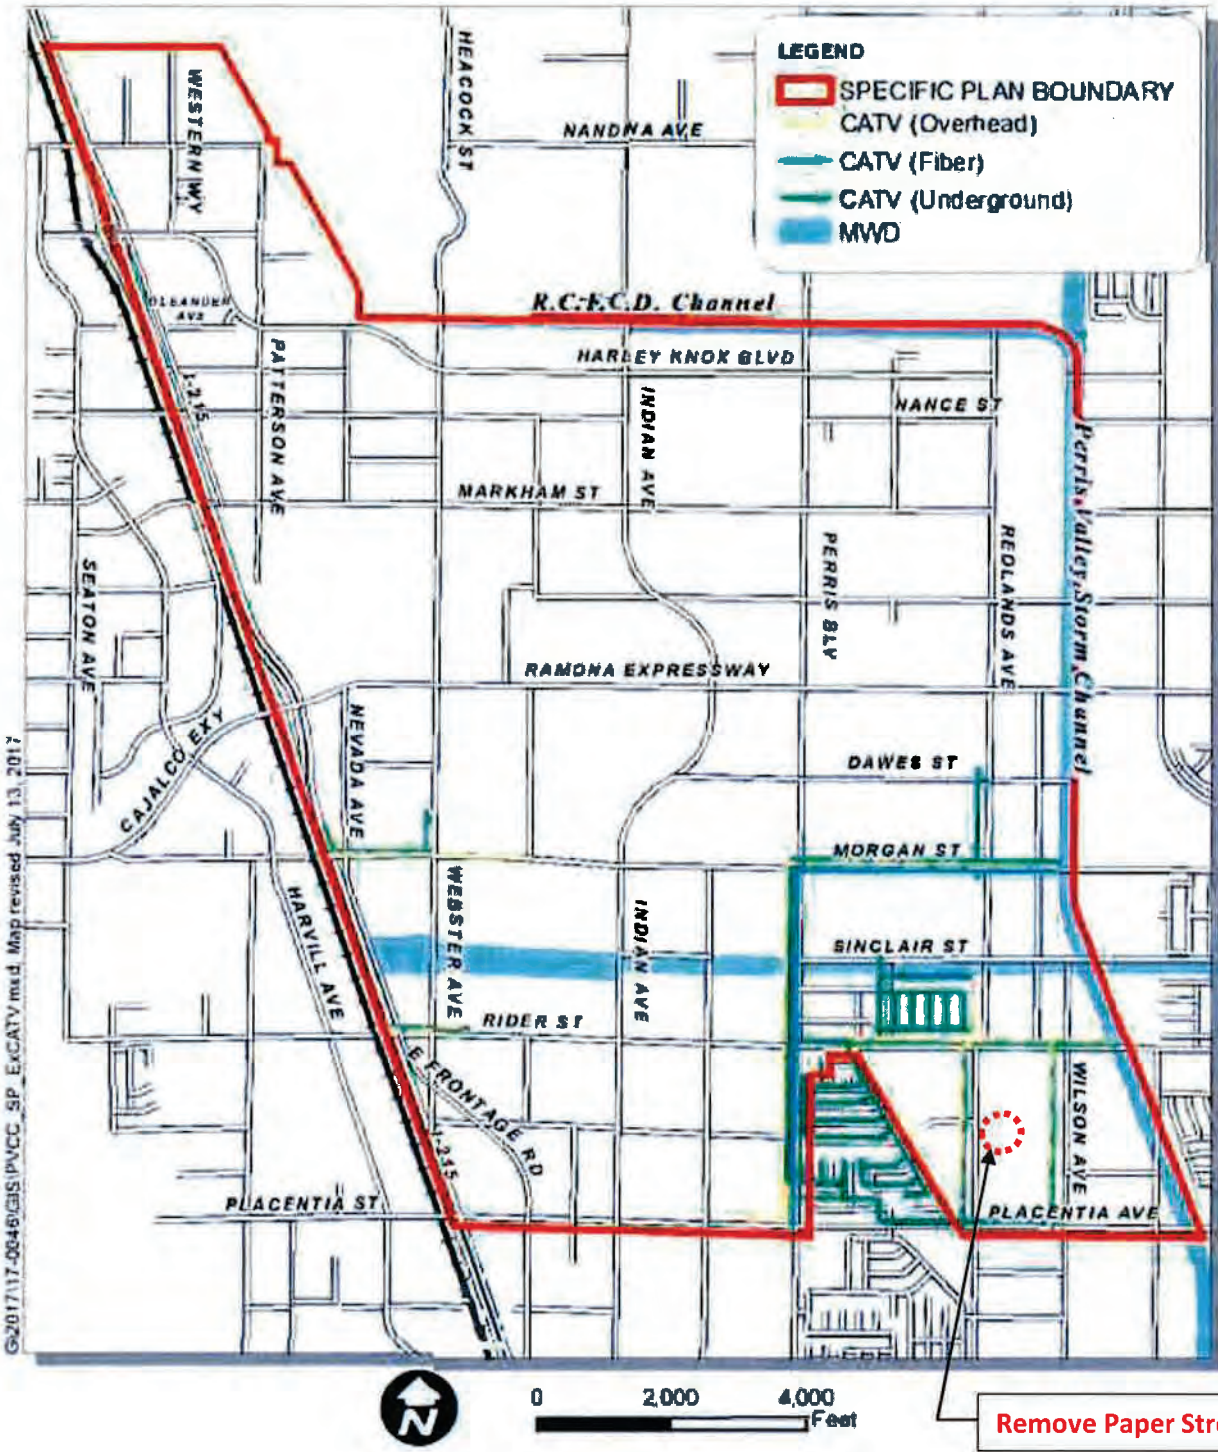 LEGEND
SPECIFIC PLAN BOUNDARY
CATV (Overhead)
CATV (Fiber)
CATV (Underground)
MWD
HEACOCK ST
WESTERN WY
NANDNA AVE
R.C.F.C.D. Channel
OLEANDER
AVE
HARLEY KNOX BLVD
I-215
PATTERSON AVE
INDIAN AVE
NANCE ST
MARKHAM ST
Perris Valley Storm Channel
SEATON AVE
PERRIS BLV
REDLANDS AVE
RAMONA EXPRESSWAY
CAJALCO EXY
NEVADA AVE
DAWES ST
MORGAN ST
HARVILL AVE
WEBSTER AVE
INDIAN AVE
SINCLAIR ST
RIDER ST
E FRONTAGE RD
WILSON AVE
I-215
PLACENTIA ST
PLACENTIA AVE
G:\2017\17-0046\GIS\PVCC_SP_ExCATV.mxd, Map revised JUN 13, 2017
N
0 2,000 4,000
Feet
Remove Paper Stre